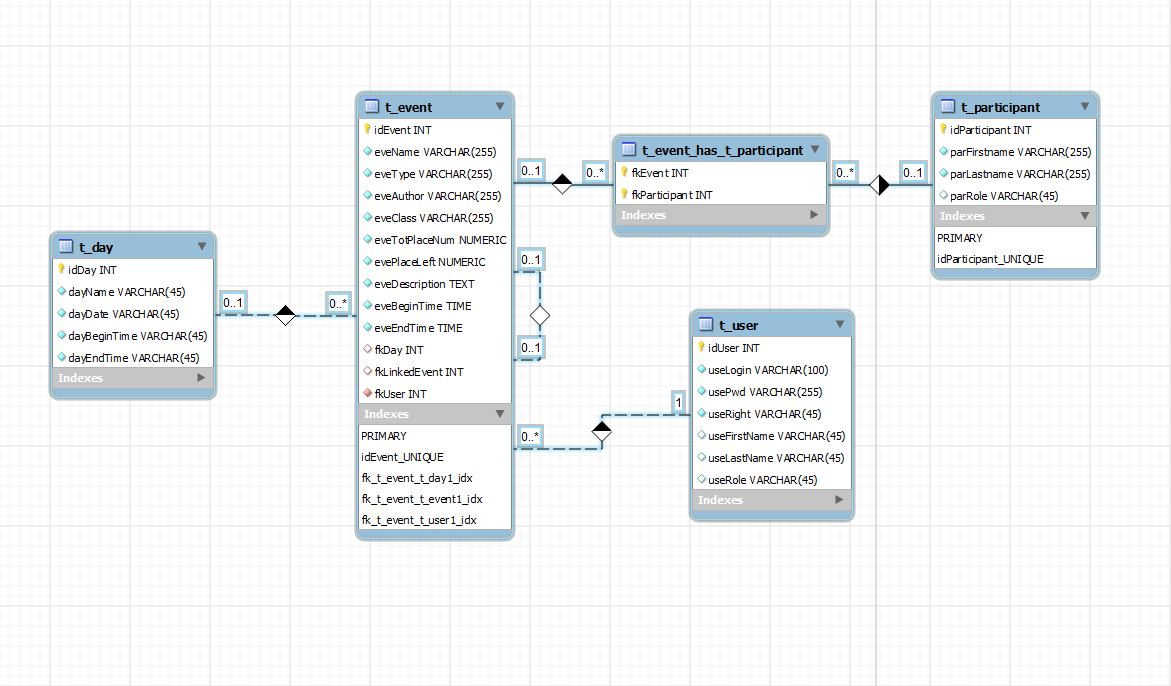 t_event
idEvent INT
eveName VARCHAR(255)
eveType VARCHAR(255)
eveAuthor VARCHAR(255)
eveClass VARCHAR(255)
eveTotPlaceNum NUMERIC
evePlaceLeft NUMERIC
eveDescription TEXT
eveBeginTime TIME
eveEndTime TIME
fkDay INT
fkLinkedEvent INT
fkUser INT
Indexes
PRIMARY
idEvent_UNIQUE
fk_t_event_t_day1_idx
fk_t_event_t_event1_idx
fk_t_event_t_user1_idx
t_day
idDay INT
dayName VARCHAR(45)
dayDate VARCHAR(45)
dayBeginTime VARCHAR(45)
dayEndTime VARCHAR(45)
Indexes
0..1
0..*
0..1
0..*
t_event_has_t_participant
fkEvent INT
fkParticipant INT
Indexes
0..*
0..1
t_participant
idParticipant INT
parFirstname VARCHAR(255)
parLastname VARCHAR(255)
parRole VARCHAR(45)
Indexes
PRIMARY
idParticipant_UNIQUE
0..1
0..1
0..*
1
t_user
idUser INT
useLogin VARCHAR(100)
usePwd VARCHAR(255)
useRight VARCHAR(45)
useFirstName VARCHAR(45)
useLastName VARCHAR(45)
useRole VARCHAR(45)
Indexes